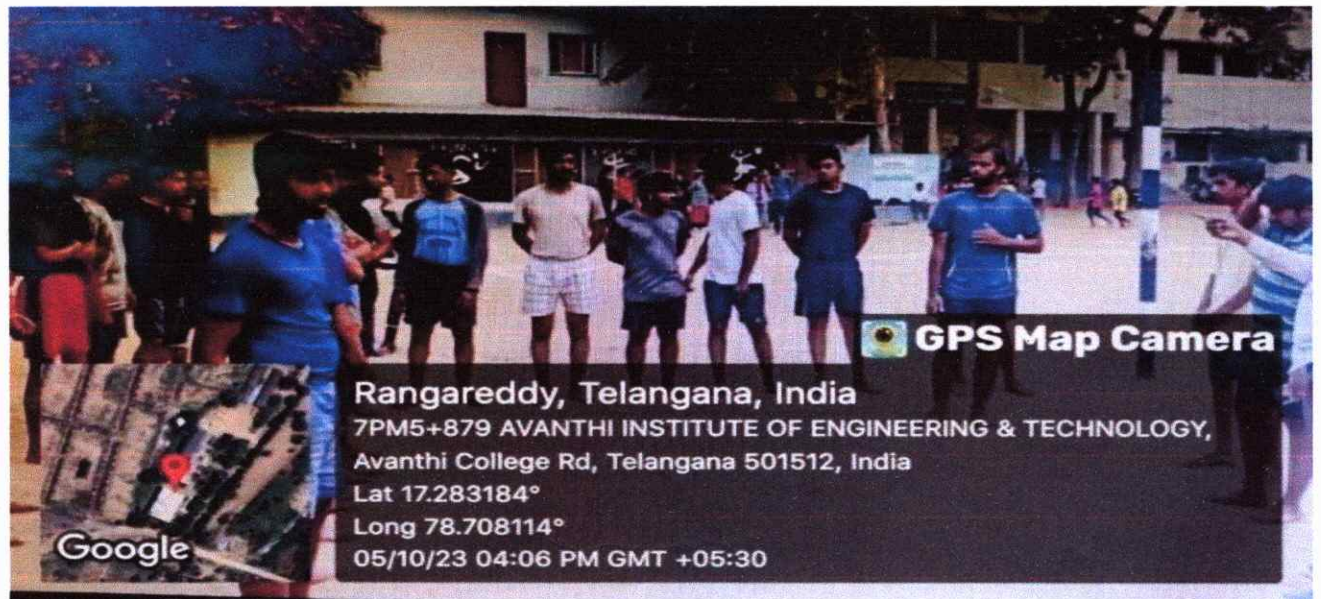 GPS Map Camera
Rangareddy, Telangana, India
7PM5+879 AVANTHI INSTITUTE OF ENGINEERING & TECHNOLOGY,
Avanthi College Rd, Telangana 501512, India
Lat 17.283184°
Long 78.708114°
05/10/23 04:06 PM GMT +05:30
Google